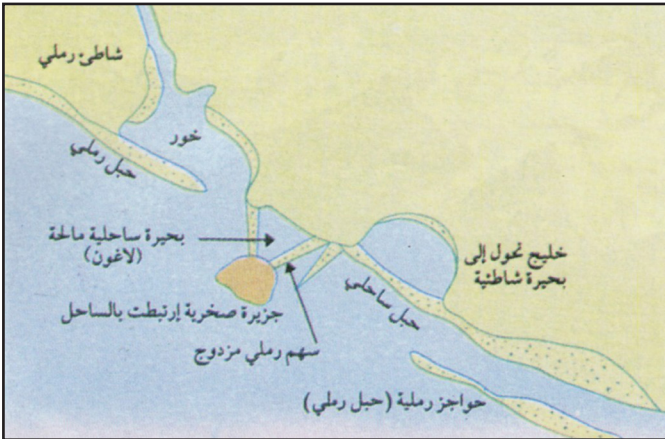 شاطئ رملي
خور
حبل رملي
بحيرة ساحلية مالحة
(لاغون)
خليج تحول إلى
بحيرة شاطئية
حبل ساحلي
جزيرة صخرية إرتبطت بالساحل
سهم رملي مزدوج
حواجز رملية (حبل رملي)